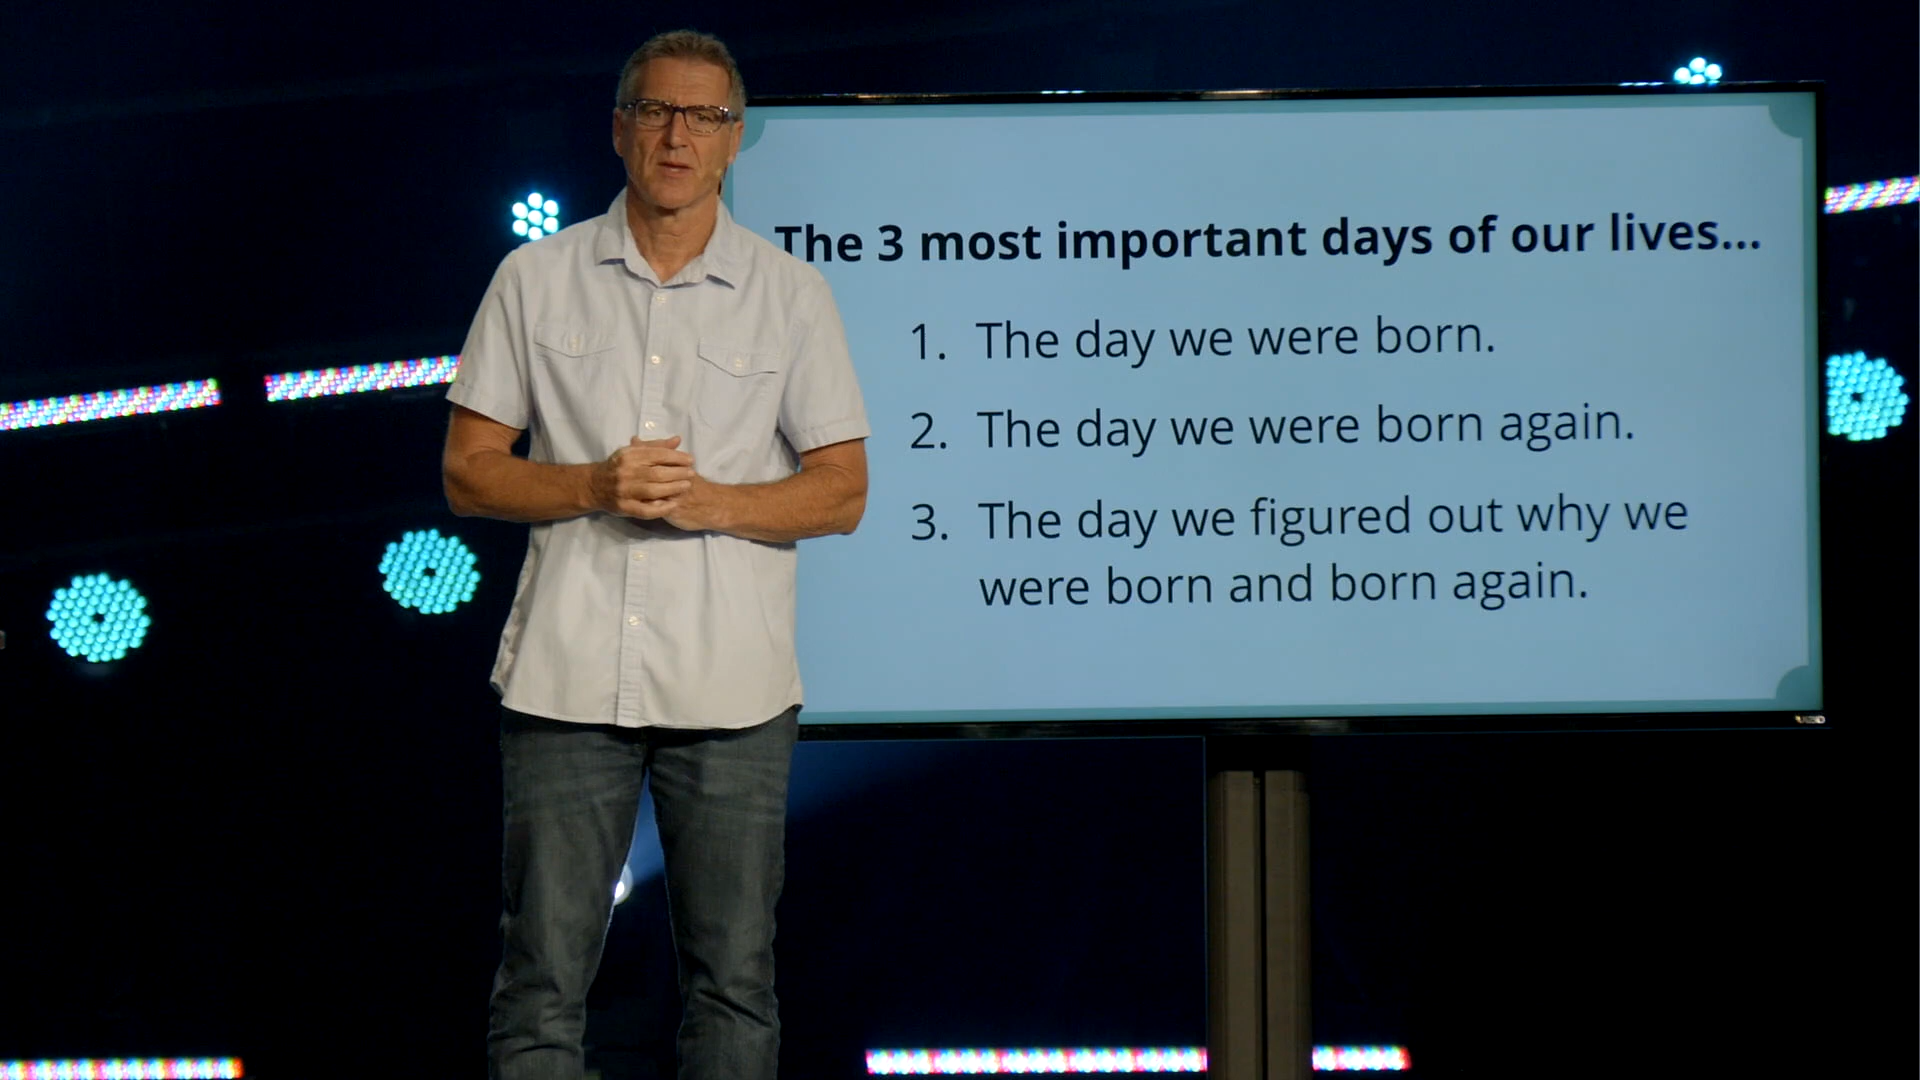 The 3 most important days of our lives...
1. The day we were born.
2. The day we were born again.
3. The day we figured out why we
were born and born again.